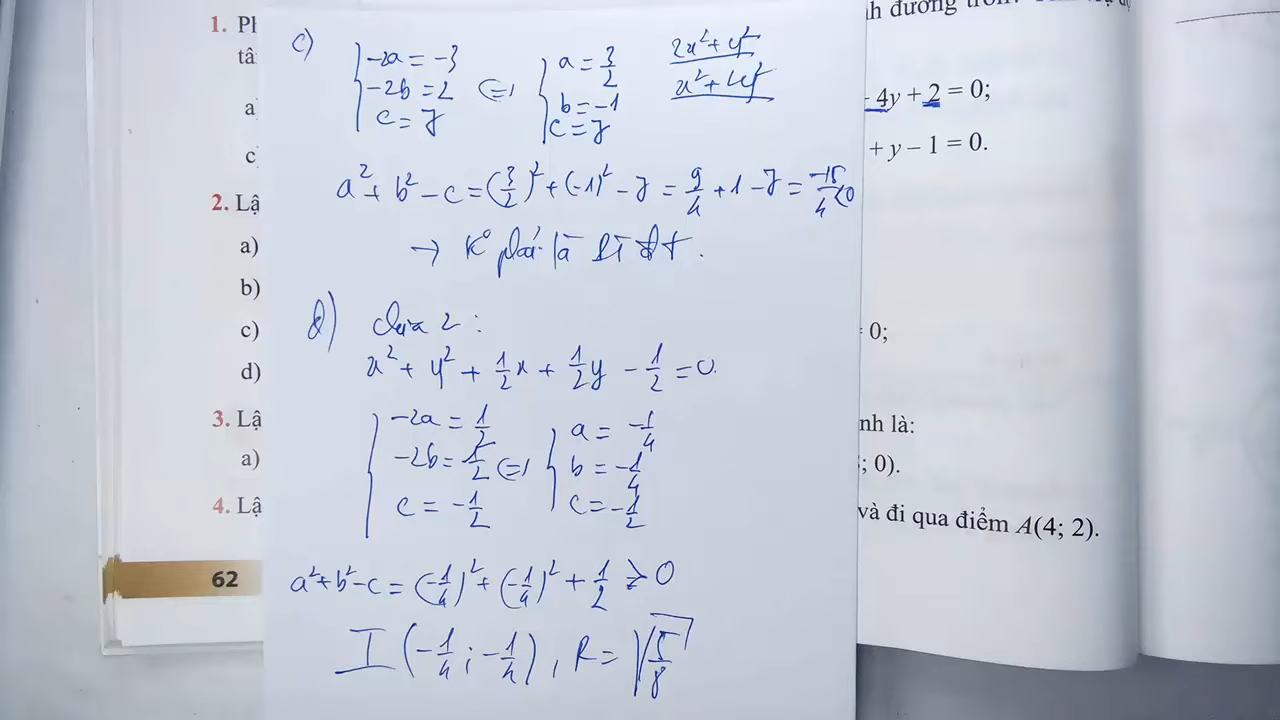 1. Ph
tâ
a
c
2. Lậ
a)
b)
c)
d)
3. Lậ
a)
4. Lậ
62
c)
-2a = -3
-2b = 2
c = 7
⇔
a = 3/2
b = -1
c = 7
2x² + y²
x² + 4y²
a² + b² - c = (3/2)² + (-1)² - 7 = 9/4 + 1 - 7 = -15/4 < 0
→ K° phải là
d) chia 2 :
x² + y² + 1/2 x + 1/2 y - 1/2 = 0.
-2a = 1/2
-2b = 1/2
c = -1/2
⇔
a = -1/4
b = -1/4
c = -1/2
a² + b² - c = (-1/4)² + (-1/4)² + 1/2 > 0
I (-1/4 ; -1/4), R = √5/8
nh đường tròn?
- 4y + 2 = 0;
+ y – 1 = 0.
= 0;
nh là:
; 0).
và đi qua điểm A(4; 2).